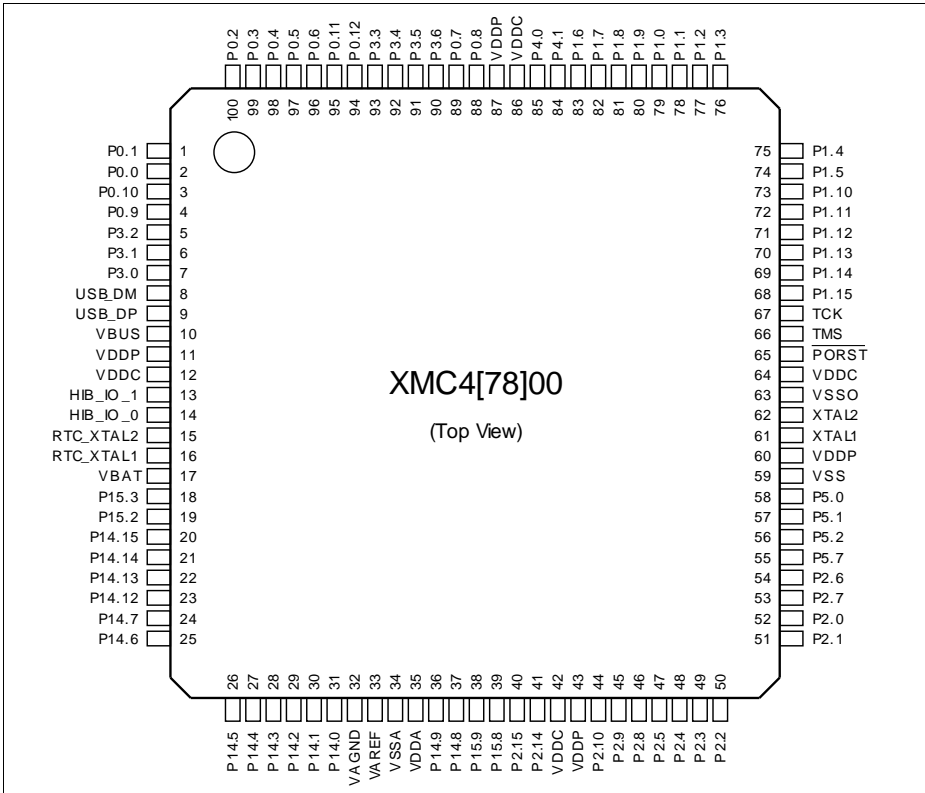 P0.2 P0.3 P0.4 P0.5 P0.6 P0.11 P0.12 P3.3 P3.4 P3.5 P3.6 P0.7 P0.8 VDDP VDDC P4.0 P4.1 P1.6 P1.7 P1.8 P1.9 P1.0 P1.1 P1.2 P1.3
100 99 98 97 96 95 94 93 92 91 90 89 88 87 86 85 84 83 82 81 80 79 78 77 76
P0.1 1 75 P1.4
P0.0 2 74 P1.5
P0.10 3 73 P1.10
P0.9 4 72 P1.11
P3.2 5 71 P1.12
P3.1 6 70 P1.13
P3.0 7 69 P1.14
USB_DM 8 68 P1.15
USB_DP 9 67 TCK
VBUS 10 66 TMS
VDDP 11 65 PORST
VDDC 12 64 VDDC
HIB_IO_1 13 63 VSSO
HIB_IO_0 14 62 XTAL2
RTC_XTAL2 15 61 XTAL1
RTC_XTAL1 16 60 VDDP
VBAT 17 59 VSS
P15.3 18 58 P5.0
P15.2 19 57 P5.1
P14.15 20 56 P5.2
P14.14 21 55 P5.7
P14.13 22 54 P2.6
P14.12 23 53 P2.7
P14.7 24 52 P2.0
P14.6 25 51 P2.1
XMC4[78]00
(Top View)
26 27 28 29 30 31 32 33 34 35 36 37 38 39 40 41 42 43 44 45 46 47 48 49 50
P14.5 P14.4 P14.3 P14.2 P14.1 P14.0 VAGND VAREF VSSA VDDA P14.9 P14.8 P15.9 P15.8 P2.15 P2.14 VDDC VDDP P2.10 P2.9 P2.8 P2.5 P2.4 P2.3 P2.2